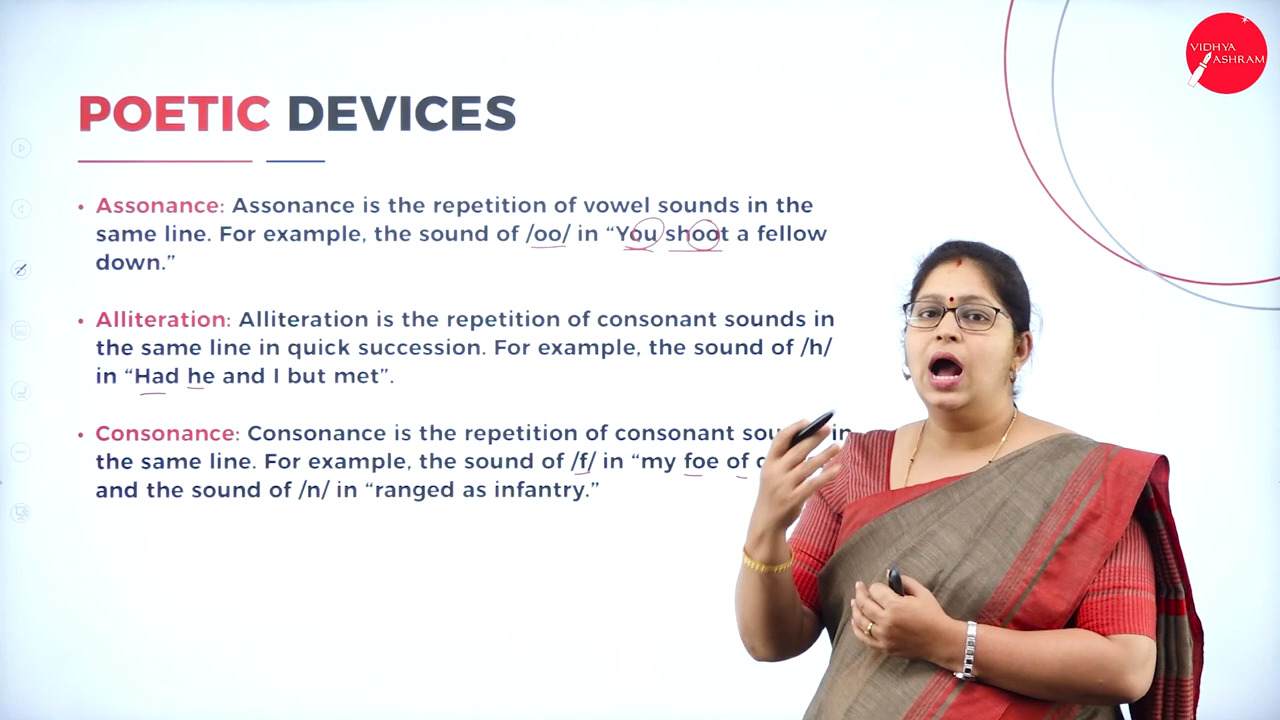 VIDHYA
ASHRAM
POETIC DEVICES
• Assonance: Assonance is the repetition of vowel sounds in the
same line. For example, the sound of /oo/ in “You shoot a fellow
down.”
• Alliteration: Alliteration is the repetition of consonant sounds in
the same line in quick succession. For example, the sound of /h/
in “Had he and I but met”.
• Consonance: Consonance is the repetition of consonant in
the same line. For example, the sound of /f/ in “my foe of
and the sound of /n/ in “ranged as infantry.”